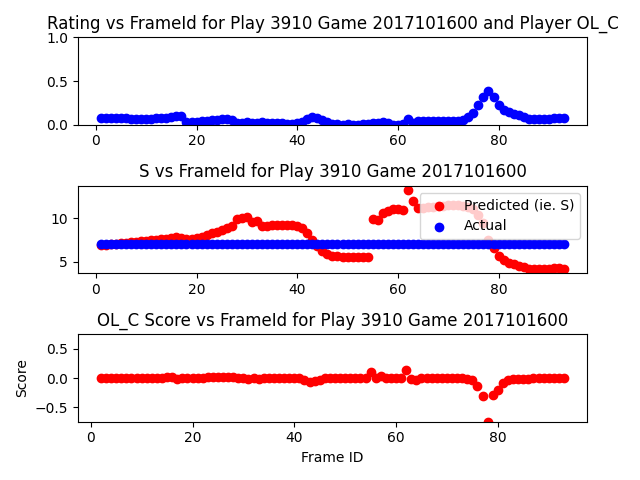 Rating vs FrameId for Play 3910 Game 2017101600 and Player OL_C
1.0
0.5
0.0
0 20 40 60 80
S vs FrameId for Play 3910 Game 2017101600
10
5
Predicted (ie. S)
Actual
0 20 40 60 80
OL_C Score vs FrameId for Play 3910 Game 2017101600
Score
0.5
0.0
−0.5
0 20 40 60 80
Frame ID